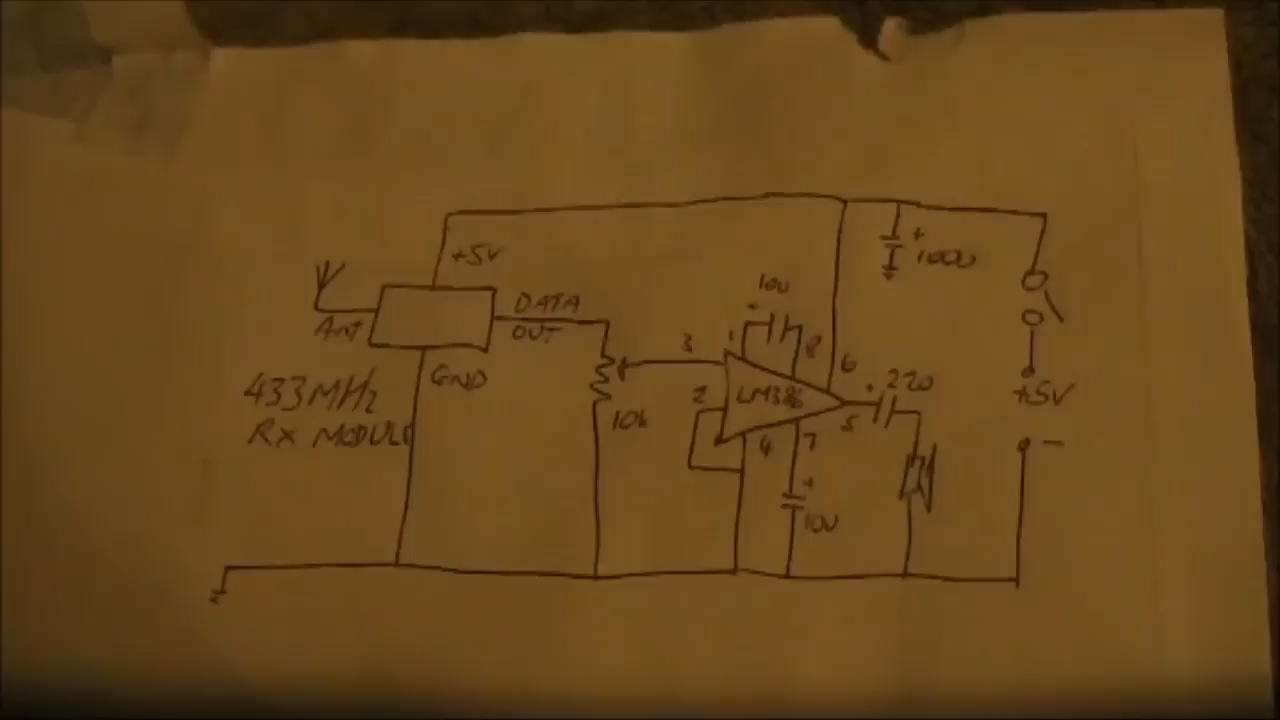 +5V
Ant
DATA
OUT
GND
433MHz
RX MODULE
10k
3
2
1
10u
8
6
LM386
4
7
5
+
10u
220
+
1000
+5V
-